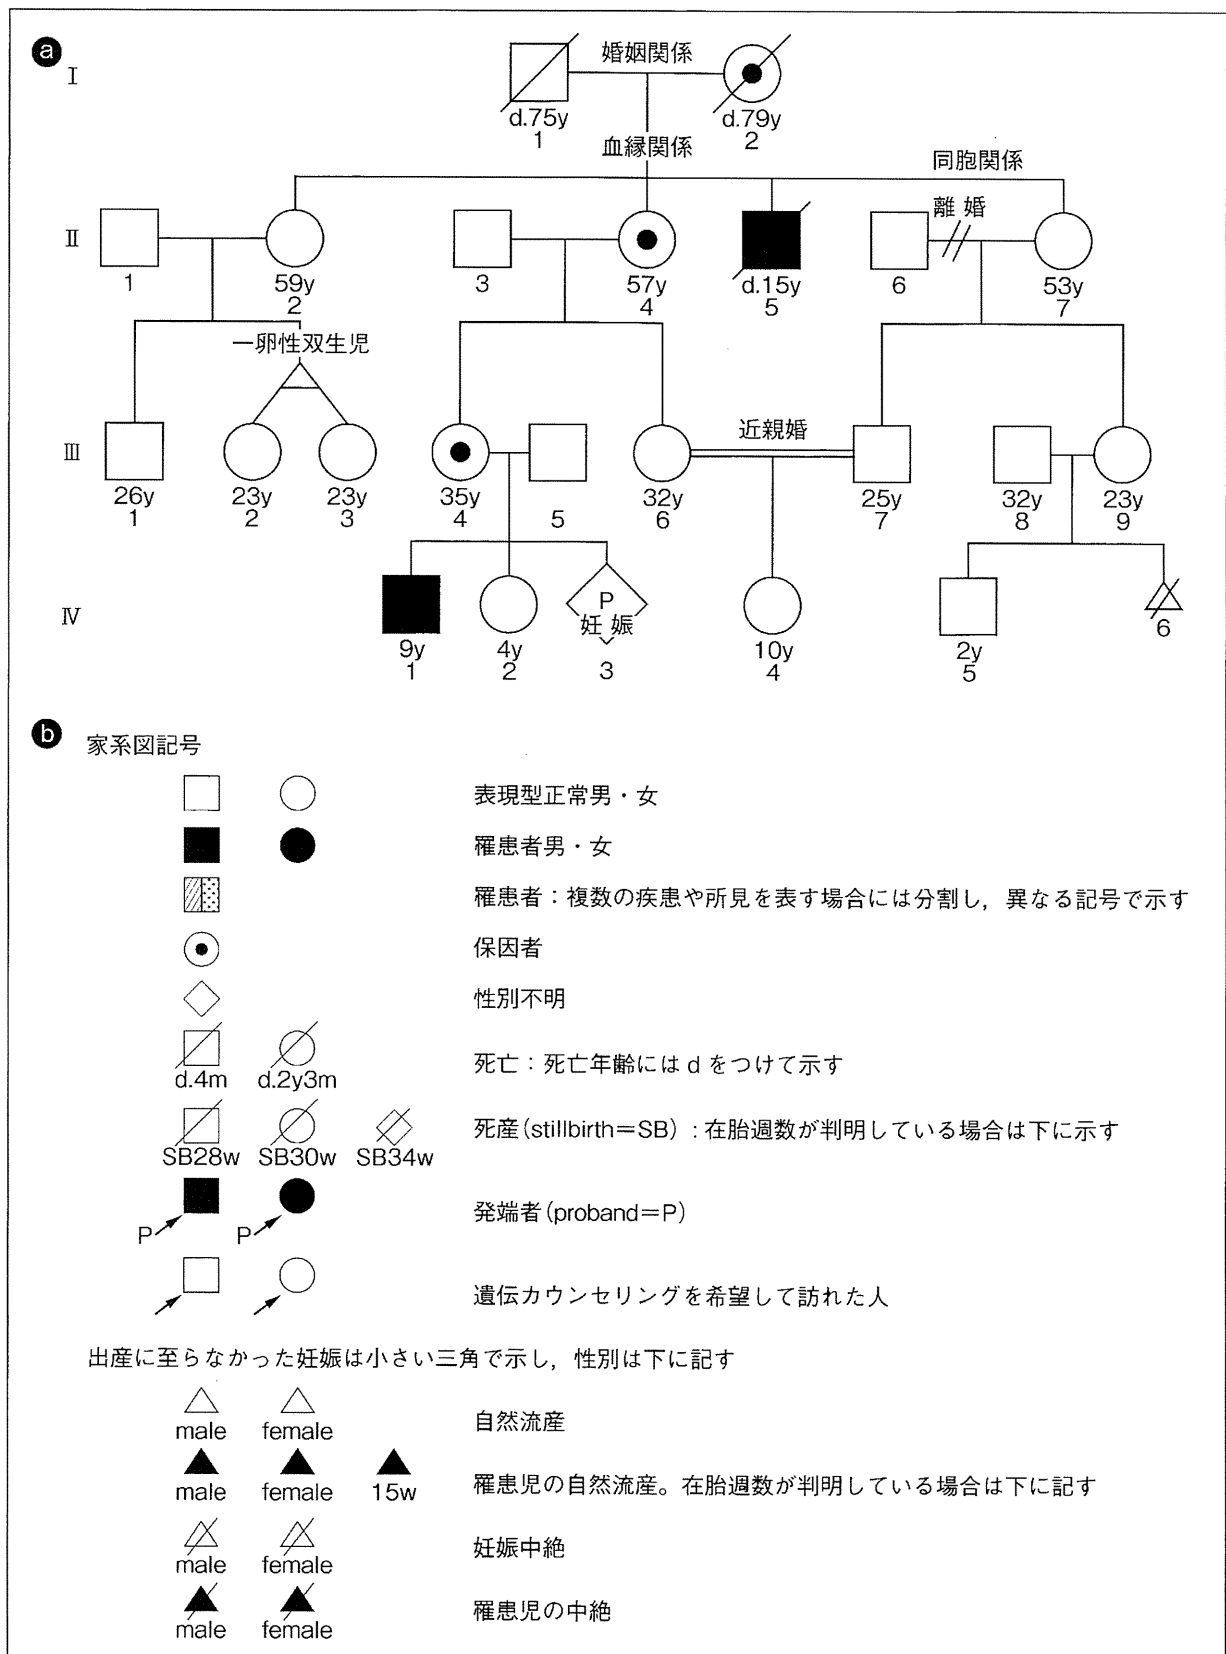 a
I
婚姻関係
d.75y d.79y
1 2
血縁関係
同胞関係
離婚
II
1 59y 3 57y d.15y 6 53y
2 4 5 7
一卵性双生児
近親婚
III
26y 23y 23y 35y 32y 25y 32y 23y
1 2 3 4 5 6 7 8 9
IV
P
妊娠
9y 4y 10y 2y 6
1 2 3 4 5
b
家系図記号
表現型正常男・女
罹患者男・女
罹患者：複数の疾患や所見を表す場合には分割し，異なる記号で示す
保因者
性別不明
死亡：死亡年齢には d をつけて示す
d.4m d.2y3m
死産(stillbirth=SB)：在胎週数が判明している場合は下に示す
SB28w SB30w SB34w
発端者(proband=P)
P P
遺伝カウンセリングを希望して訪れた人
出産に至らなかった妊娠は小さい三角で示し，性別は下に記す
自然流産
male female
罹患児の自然流産。在胎週数が判明している場合は下に記す
male female 15w
妊娠中絶
male female
罹患児の中絶
male female